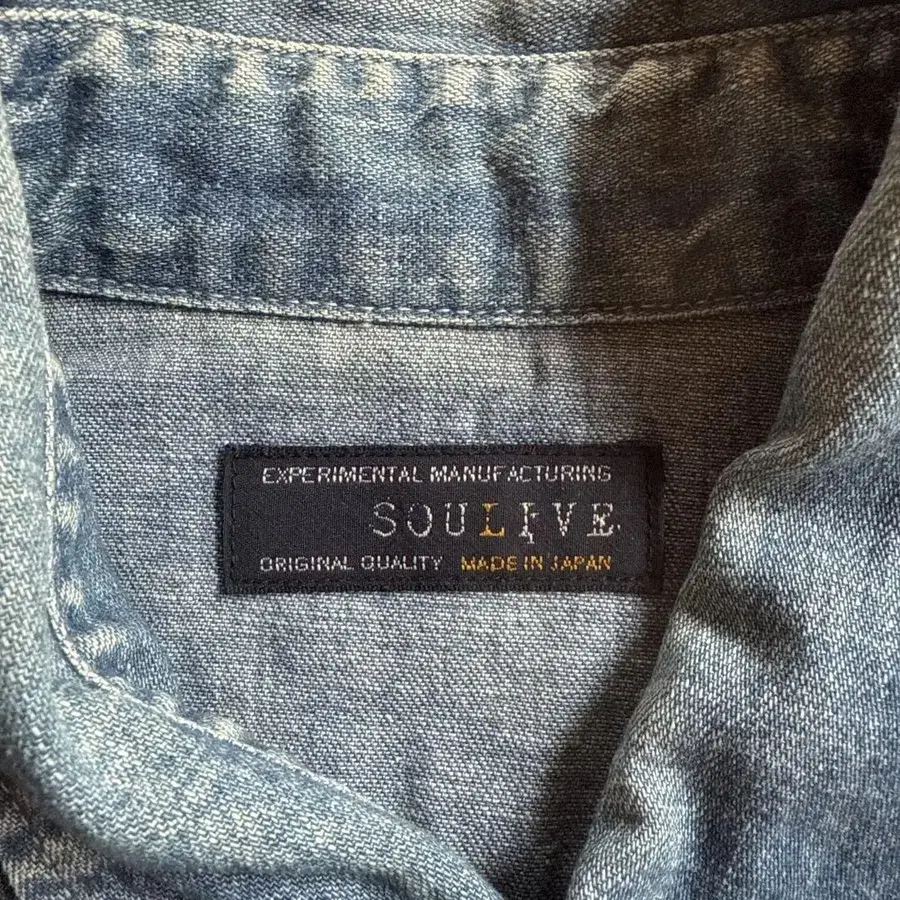 EXPERIMENTAL MANUFACTURING
SOULIVE
ORIGINAL QUALITY MADE IN JAPAN